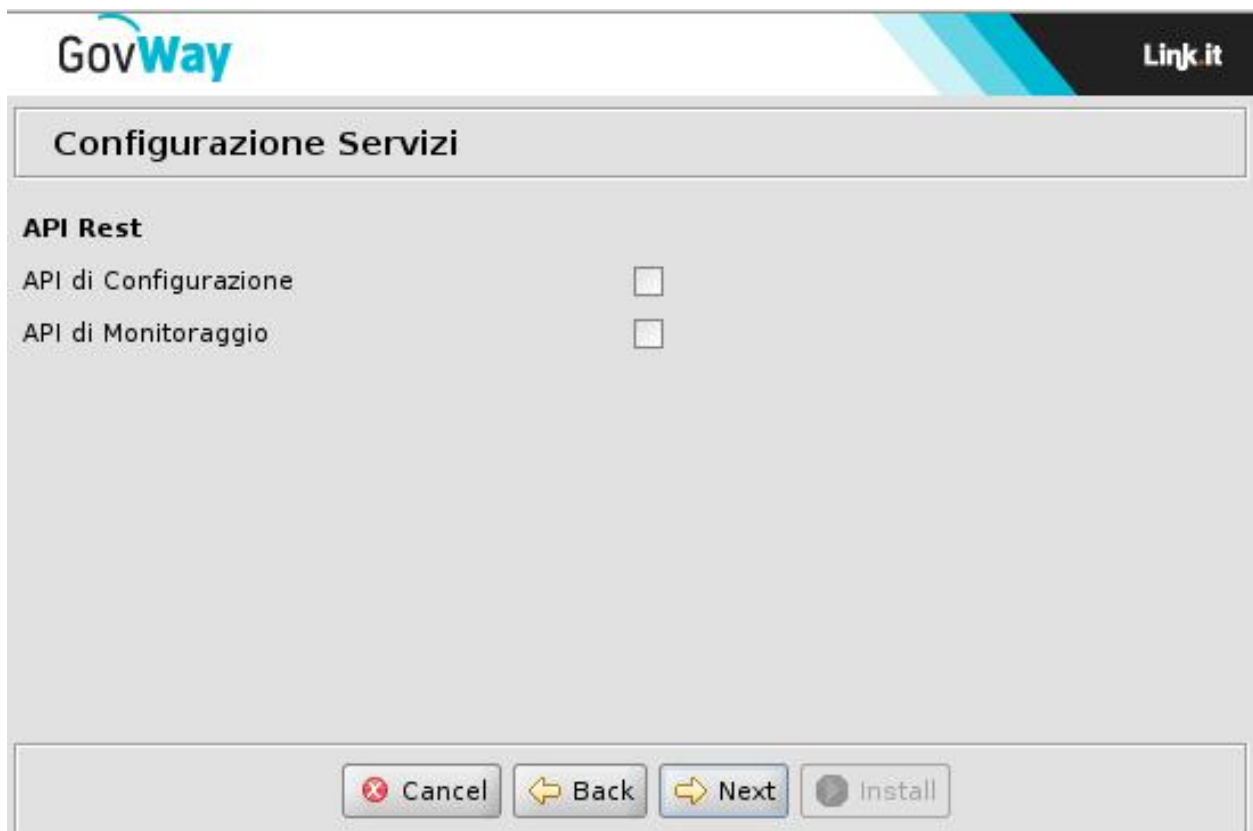 GovWay
Link.it
Configurazione Servizi
API Rest
API di Configurazione
API di Monitoraggio
Cancel
Back
Next
Install